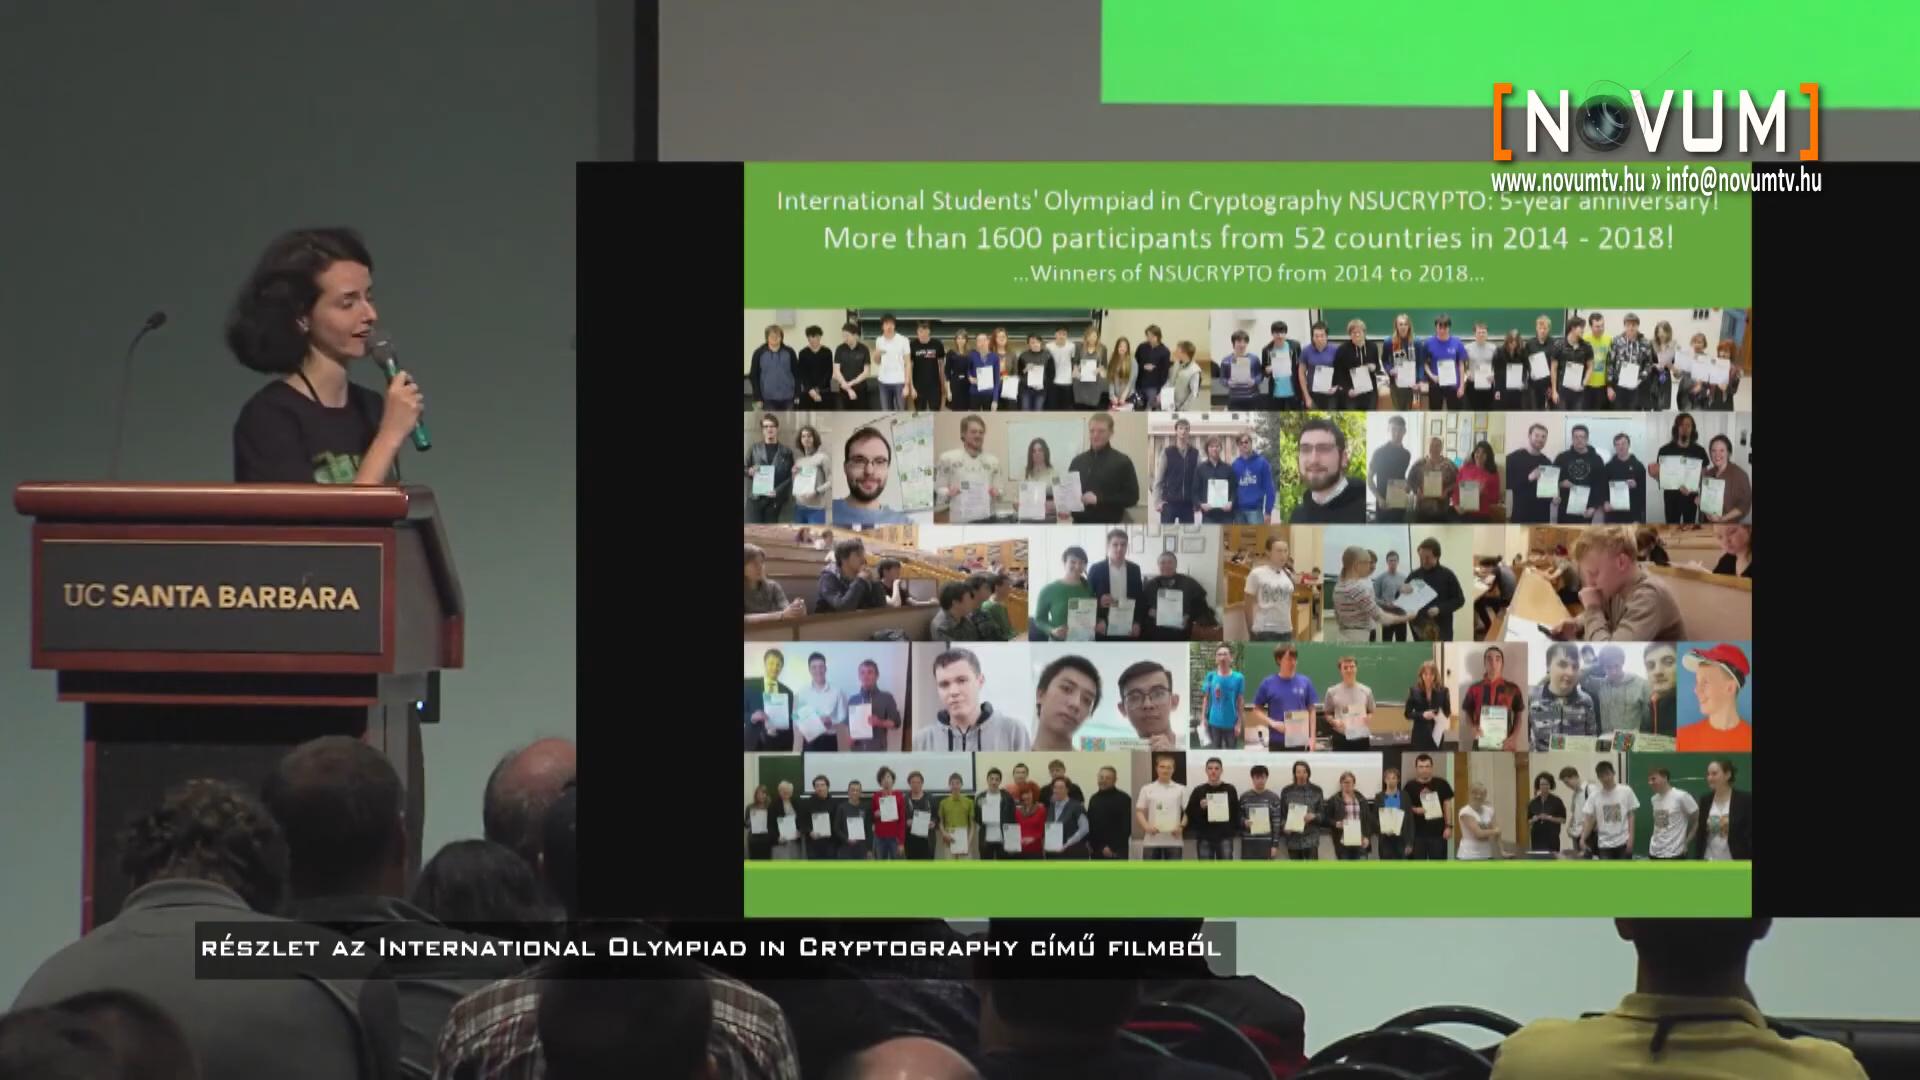 [NOVUM]
www.novumtv.hu » info@novumtv.hu
International Students' Olympiad in Cryptography NSUCRYPTO: 5-year anniversary!
More than 1600 participants from 52 countries in 2014 - 2018!
...Winners of NSUCRYPTO from 2014 to 2018...
UC SANTA BARBARA
RÉSZLET AZ INTERNATIONAL OLYMPIAD IN CRYPTOGRAPHY CÍMŰ FILMBŐL